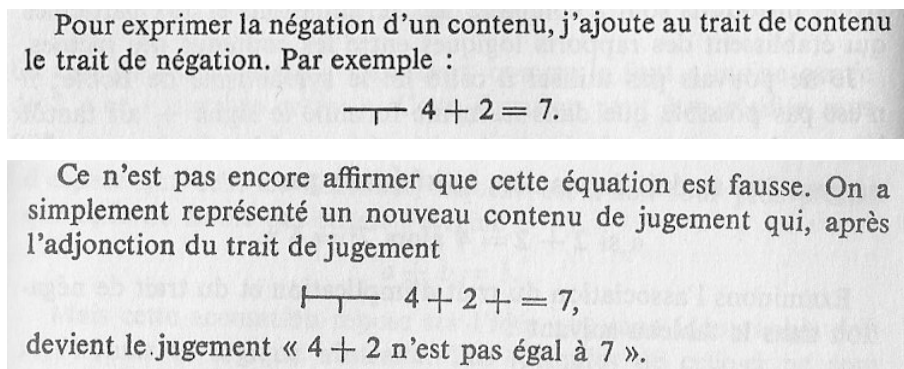 Pour exprimer la négation d’un contenu, j’ajoute au trait de contenu
le trait de négation. Par exemple :
─┬─ 4 + 2 = 7.
Ce n’est pas encore affirmer que cette équation est fausse. On a
simplement représenté un nouveau contenu de jugement qui, après
l’adjonction du trait de jugement
├─┬─ 4 + 2 + = 7,
devient le jugement « 4 + 2 n’est pas égal à 7 ».